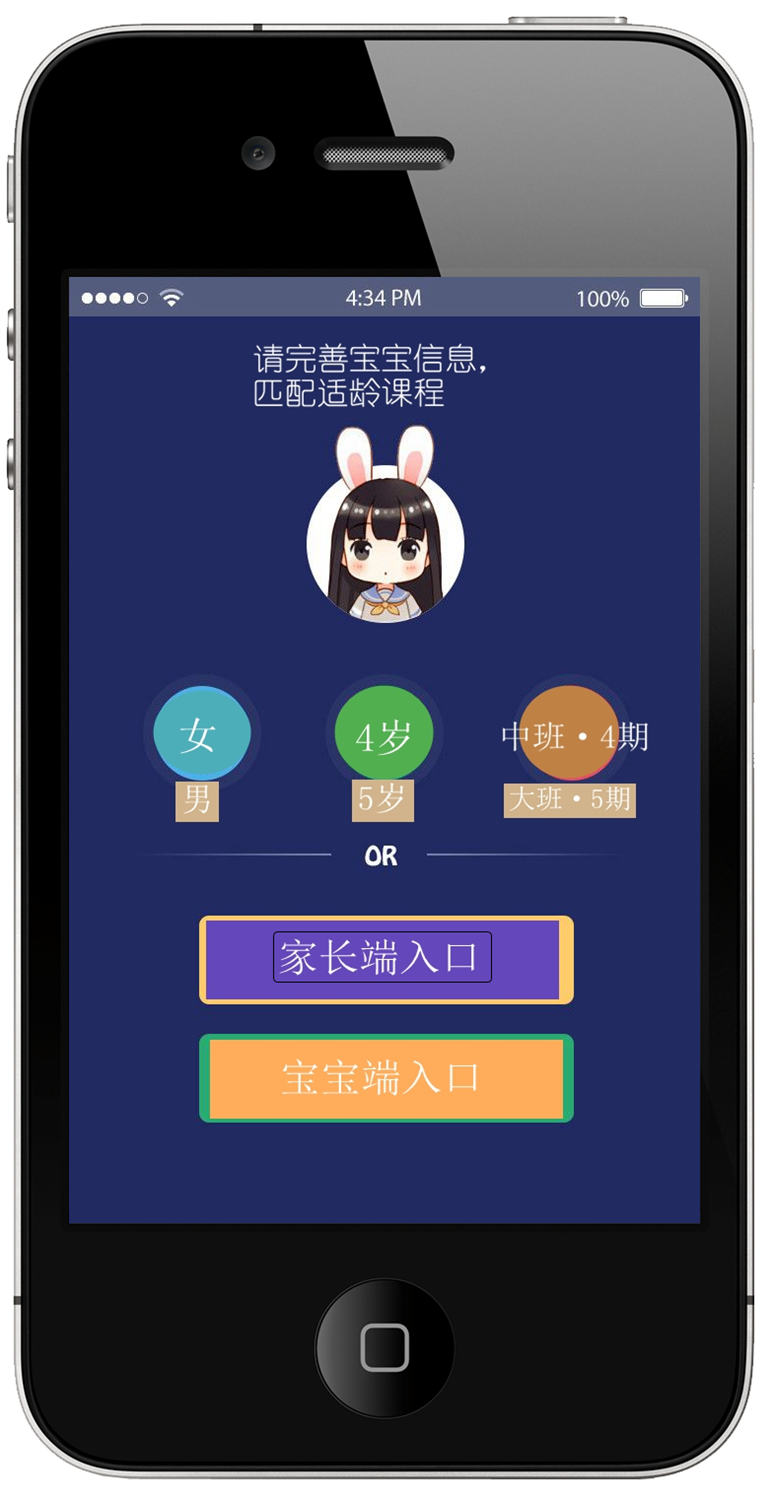 4:34 PM 100%
请完善宝宝信息，
匹配适龄课程
女 4岁 中班·4期
男 5岁 大班·5期
OR
家长端入口
宝宝端入口